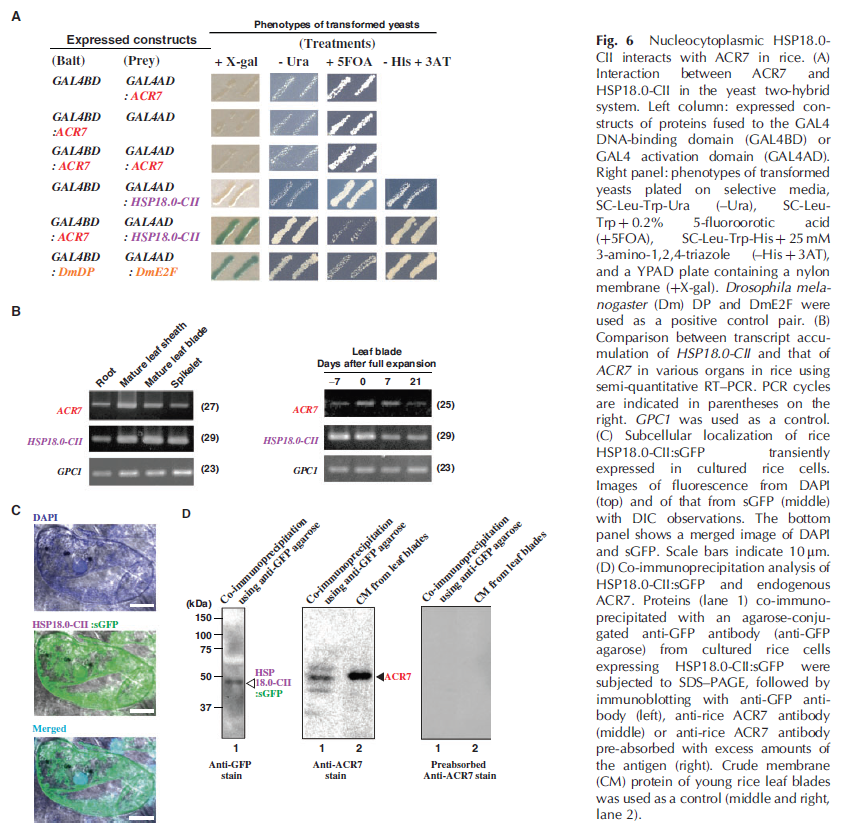 A
Phenotypes of transformed yeasts
Expressed constructs
(Treatments)
(Bait) (Prey) + X-gal - Ura + 5FOA - His + 3AT
GAL4BD GAL4AD
: ACR7
GAL4BD GAL4AD
:ACR7
GAL4BD GAL4AD
: ACR7 : ACR7
GAL4BD GAL4AD
: HSP18.0-CII
GAL4BD GAL4AD
: ACR7 : HSP18.0-CII
GAL4BD GAL4AD
: DmDP : DmE2F
B
Root
Mature leaf sheath
Mature leaf blade
Spikelet
ACR7 (27)
HSP18.0-CII (29)
GPC1 (23)
Leaf blade
Days after full expansion
–7 0 7 21
ACR7 (25)
HSP18.0-CII (29)
GPC1 (23)
C
DAPI
HSP18.0-CII :sGFP
Merged
D
Co-immunoprecipitation
using anti-GFP agarose
(kDa)
150
100
75
50
37
HSP
18.0-CII
:sGFP
1
Anti-GFP
stain
Co-immunoprecipitation
using anti-GFP agarose
CM from leaf blades
ACR7
1 2
Anti-ACR7
stain
Co-immunoprecipitation
using anti-GFP agarose
CM from leaf blades
1 2
Preabsorbed
Anti-ACR7 stain
Fig. 6 Nucleocytoplasmic HSP18.0-
CII interacts with ACR7 in rice. (A)
Interaction between ACR7 and
HSP18.0-CII in the yeast two-hybrid
system. Left column: expressed con-
structs of proteins fused to the GAL4
DNA-binding domain (GAL4BD) or
GAL4 activation domain (GAL4AD).
Right panel: phenotypes of transformed
yeasts plated on selective media,
SC-Leu-Trp-Ura (–Ura), SC-Leu-
Trp + 0.2% 5-fluoroorotic acid
(+5FOA), SC-Leu-Trp-His + 25 mM
3-amino-1,2,4-triazole (–His + 3AT),
and a YPAD plate containing a nylon
membrane (+X-gal). Drosophila mela-
nogaster (Dm) DP and DmE2F were
used as a positive control pair. (B)
Comparison between transcript accu-
mulation of HSP18.0-CII and that of
ACR7 in various organs in rice using
semi-quantitative RT–PCR. PCR cycles
are indicated in parentheses on the
right. GPC1 was used as a control.
(C) Subcellular localization of rice
HSP18.0-CII:sGFP transiently
expressed in cultured rice cells.
Images of fluorescence from DAPI
(top) and of that from sGFP (middle)
with DIC observations. The bottom
panel shows a merged image of DAPI
and sGFP. Scale bars indicate 10 µm.
(D) Co-immunoprecipitation analysis of
HSP18.0-CII:sGFP and endogenous
ACR7. Proteins (lane 1) co-immuno-
precipitated with an agarose-conju-
gated anti-GFP antibody (anti-GFP
agarose) from cultured rice cells
expressing HSP18.0-CII:sGFP were
subjected to SDS–PAGE, followed by
immunoblotting with anti-GFP anti-
body (left), anti-rice ACR7 antibody
(middle) or anti-rice ACR7 antibody
pre-absorbed with excess amounts of
the antigen (right). Crude membrane
(CM) protein of young rice leaf blades
was used as a control (middle and right,
lane 2).